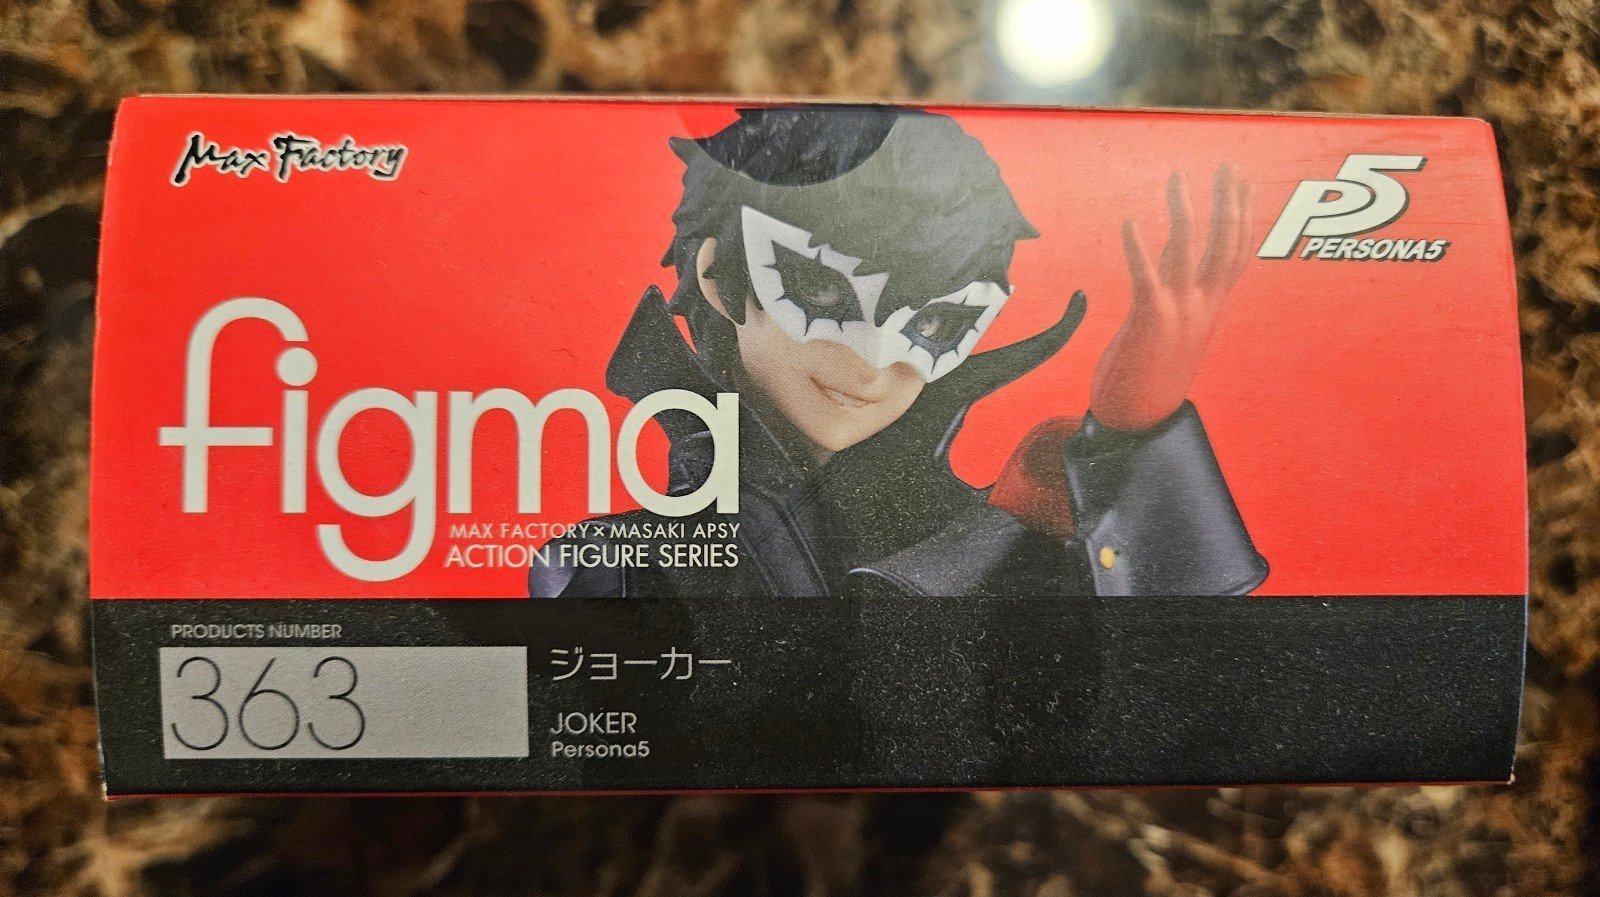 Max Factory
P5
PERSONA5
figma
MAX FACTORY×MASAKI APSY
ACTION FIGURE SERIES
PRODUCTS NUMBER
363
ジョーカー
JOKER
Persona5